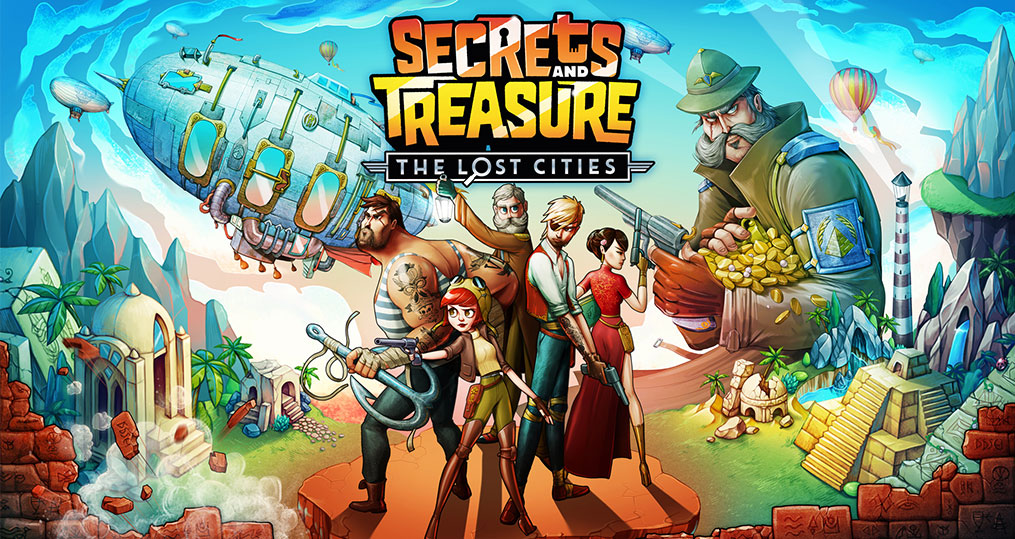 SECRETS
AND
TREASURE
THE LOST CITIES